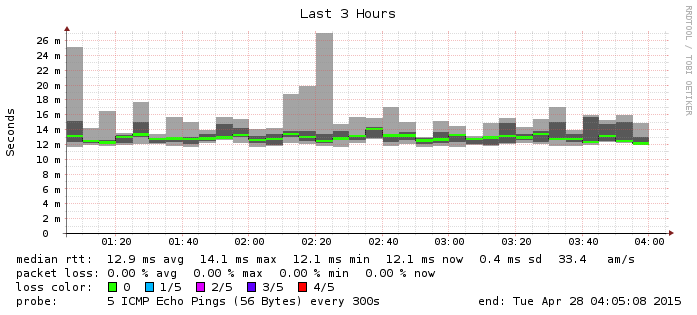 Last 3 Hours
RRDTOOL / TOBI OETIKER
Seconds
26 m
24 m
22 m
20 m
18 m
16 m
14 m
12 m
10 m
8 m
6 m
4 m
2 m
0
01:20 01:40 02:00 02:20 02:40 03:00 03:20 03:40 04:00
median rtt: 12.9 ms avg 14.1 ms max 12.1 ms min 12.1 ms now 0.4 ms sd 33.4 am/s
packet loss: 0.00 % avg 0.00 % max 0.00 % min 0.00 % now
loss color: 0 1/5 2/5 3/5 4/5
probe: 5 ICMP Echo Pings (56 Bytes) every 300s end: Tue Apr 28 04:05:08 2015